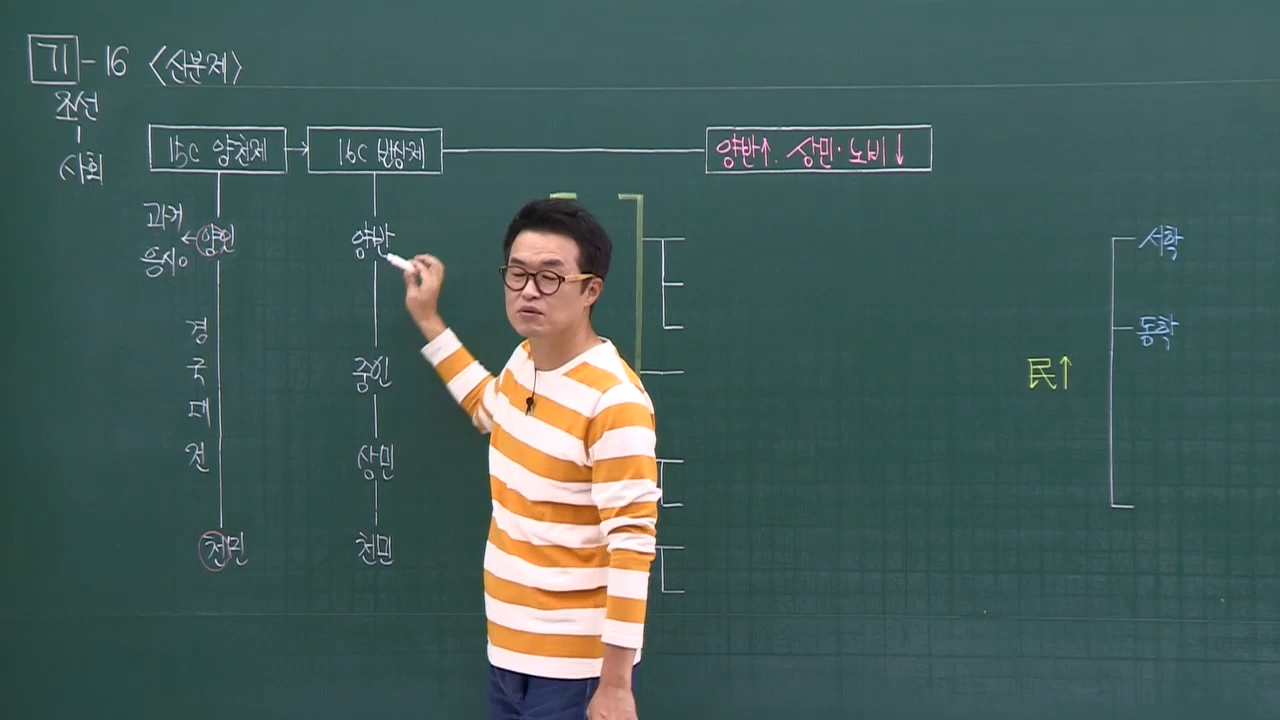 기-16 <신분제>
조선
사회
15C 양천제 → 16C 반상제
양반↑. 상민·노비↓
과거
응시o
← 양인
경
국
대
전
천민
양반
중인
상민
천민
民↑
서학
동학